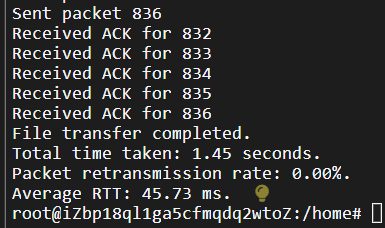 Sent packet 836
Received ACK for 832
Received ACK for 833
Received ACK for 834
Received ACK for 835
Received ACK for 836
File transfer completed.
Total time taken: 1.45 seconds.
Packet retransmission rate: 0.00%.
Average RTT: 45.73 ms.
root@iZbp18ql1ga5cfmqdq2wtoZ:/home#